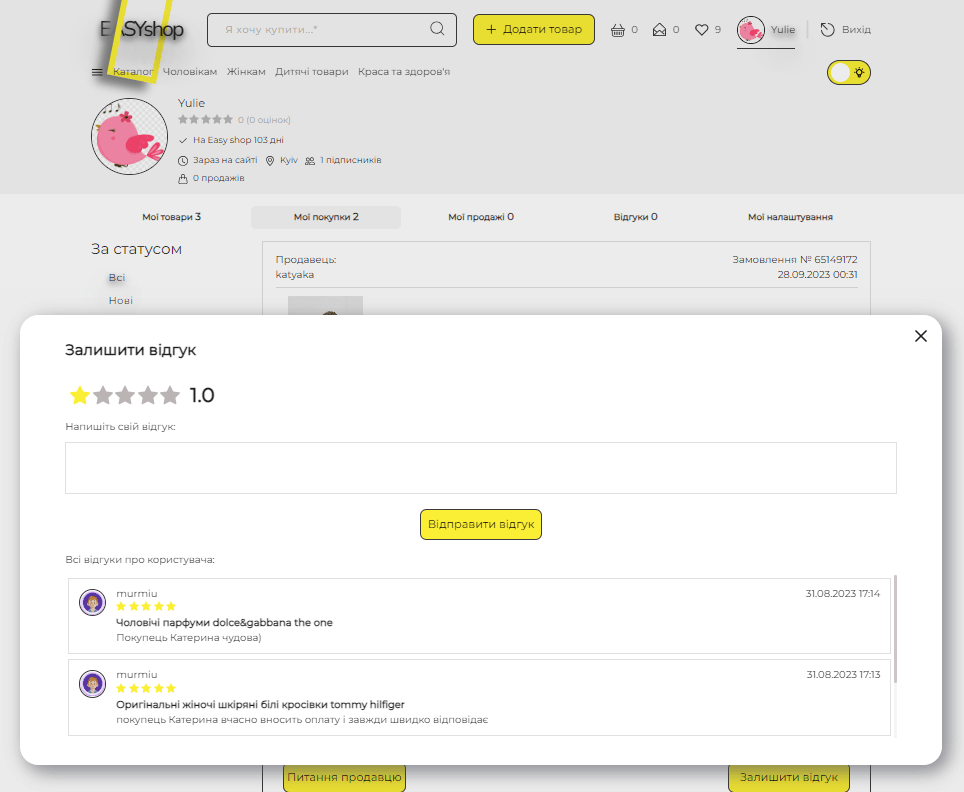 EASYshop
Я хочу купити...*
+ Додати товар
0
0
9
Yulie
Вихід
Каталог Чоловікам Жінкам Дитячі товари Краса та здоров'я
Yulie
0 (0 оцінок)
На Easy shop 103 дні
Зараз на сайті Kyiv 1 підписників
0 продажів
Мої товари 3
Мої покупки 2
Мої продажі 0
Відгуки 0
Мої налаштування
За статусом
Всі
Нові
Продавець:
katyaka
Замовлення № 65149172
28.09.2023 00:31
Залишити відгук
1.0
Напишіть свій відгук:
Відправити відгук
Всі відгуки про користувача:
murmiu
31.08.2023 17:14
Чоловічі парфуми dolce&gabbana the one
Покупець Катерина чудова)
murmiu
31.08.2023 17:13
Оригінальні жіночі шкіряні білі кросівки tommy hilfiger
покупець Катерина вчасно вносить оплату і завжди швидко відповідає
Питання продавцю
Залишити відгук